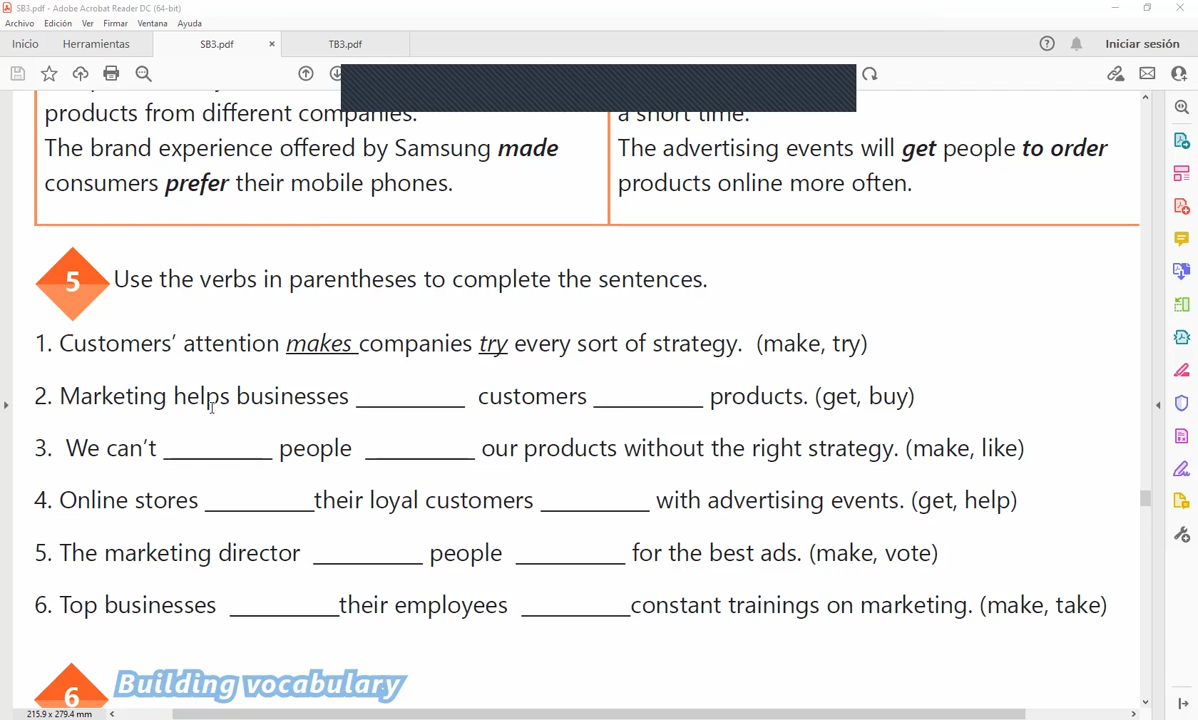 SB3.pdf - Adobe Acrobat Reader DC (64-bit)
Archivo Edición Ver Firmar Ventana Ayuda
Inicio Herramientas SB3.pdf × TB3.pdf Iniciar sesión
products from different companies.
The brand experience offered by Samsung made
consumers prefer their mobile phones.
a short time.
The advertising events will get people to order
products online more often.
5 Use the verbs in parentheses to complete the sentences.
1. Customers’ attention makes companies try every sort of strategy. (make, try)
2. Marketing helps businesses _________ customers _________ products. (get, buy)
3. We can’t _________ people _________ our products without the right strategy. (make, like)
4. Online stores _________their loyal customers _________ with advertising events. (get, help)
5. The marketing director _________ people _________ for the best ads. (make, vote)
6. Top businesses _________their employees _________constant trainings on marketing. (make, take)
6 Building vocabulary
215.9 x 279.4 mm